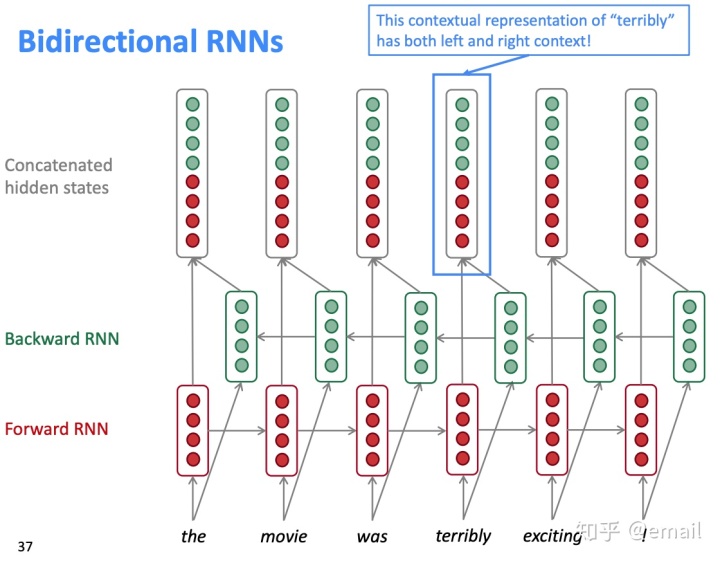 Bidirectional RNNs
This contextual representation of “terribly”
has both left and right context!
Concatenated
hidden states
Backward RNN
Forward RNN
the movie was terribly exciting !
37
知乎 @email